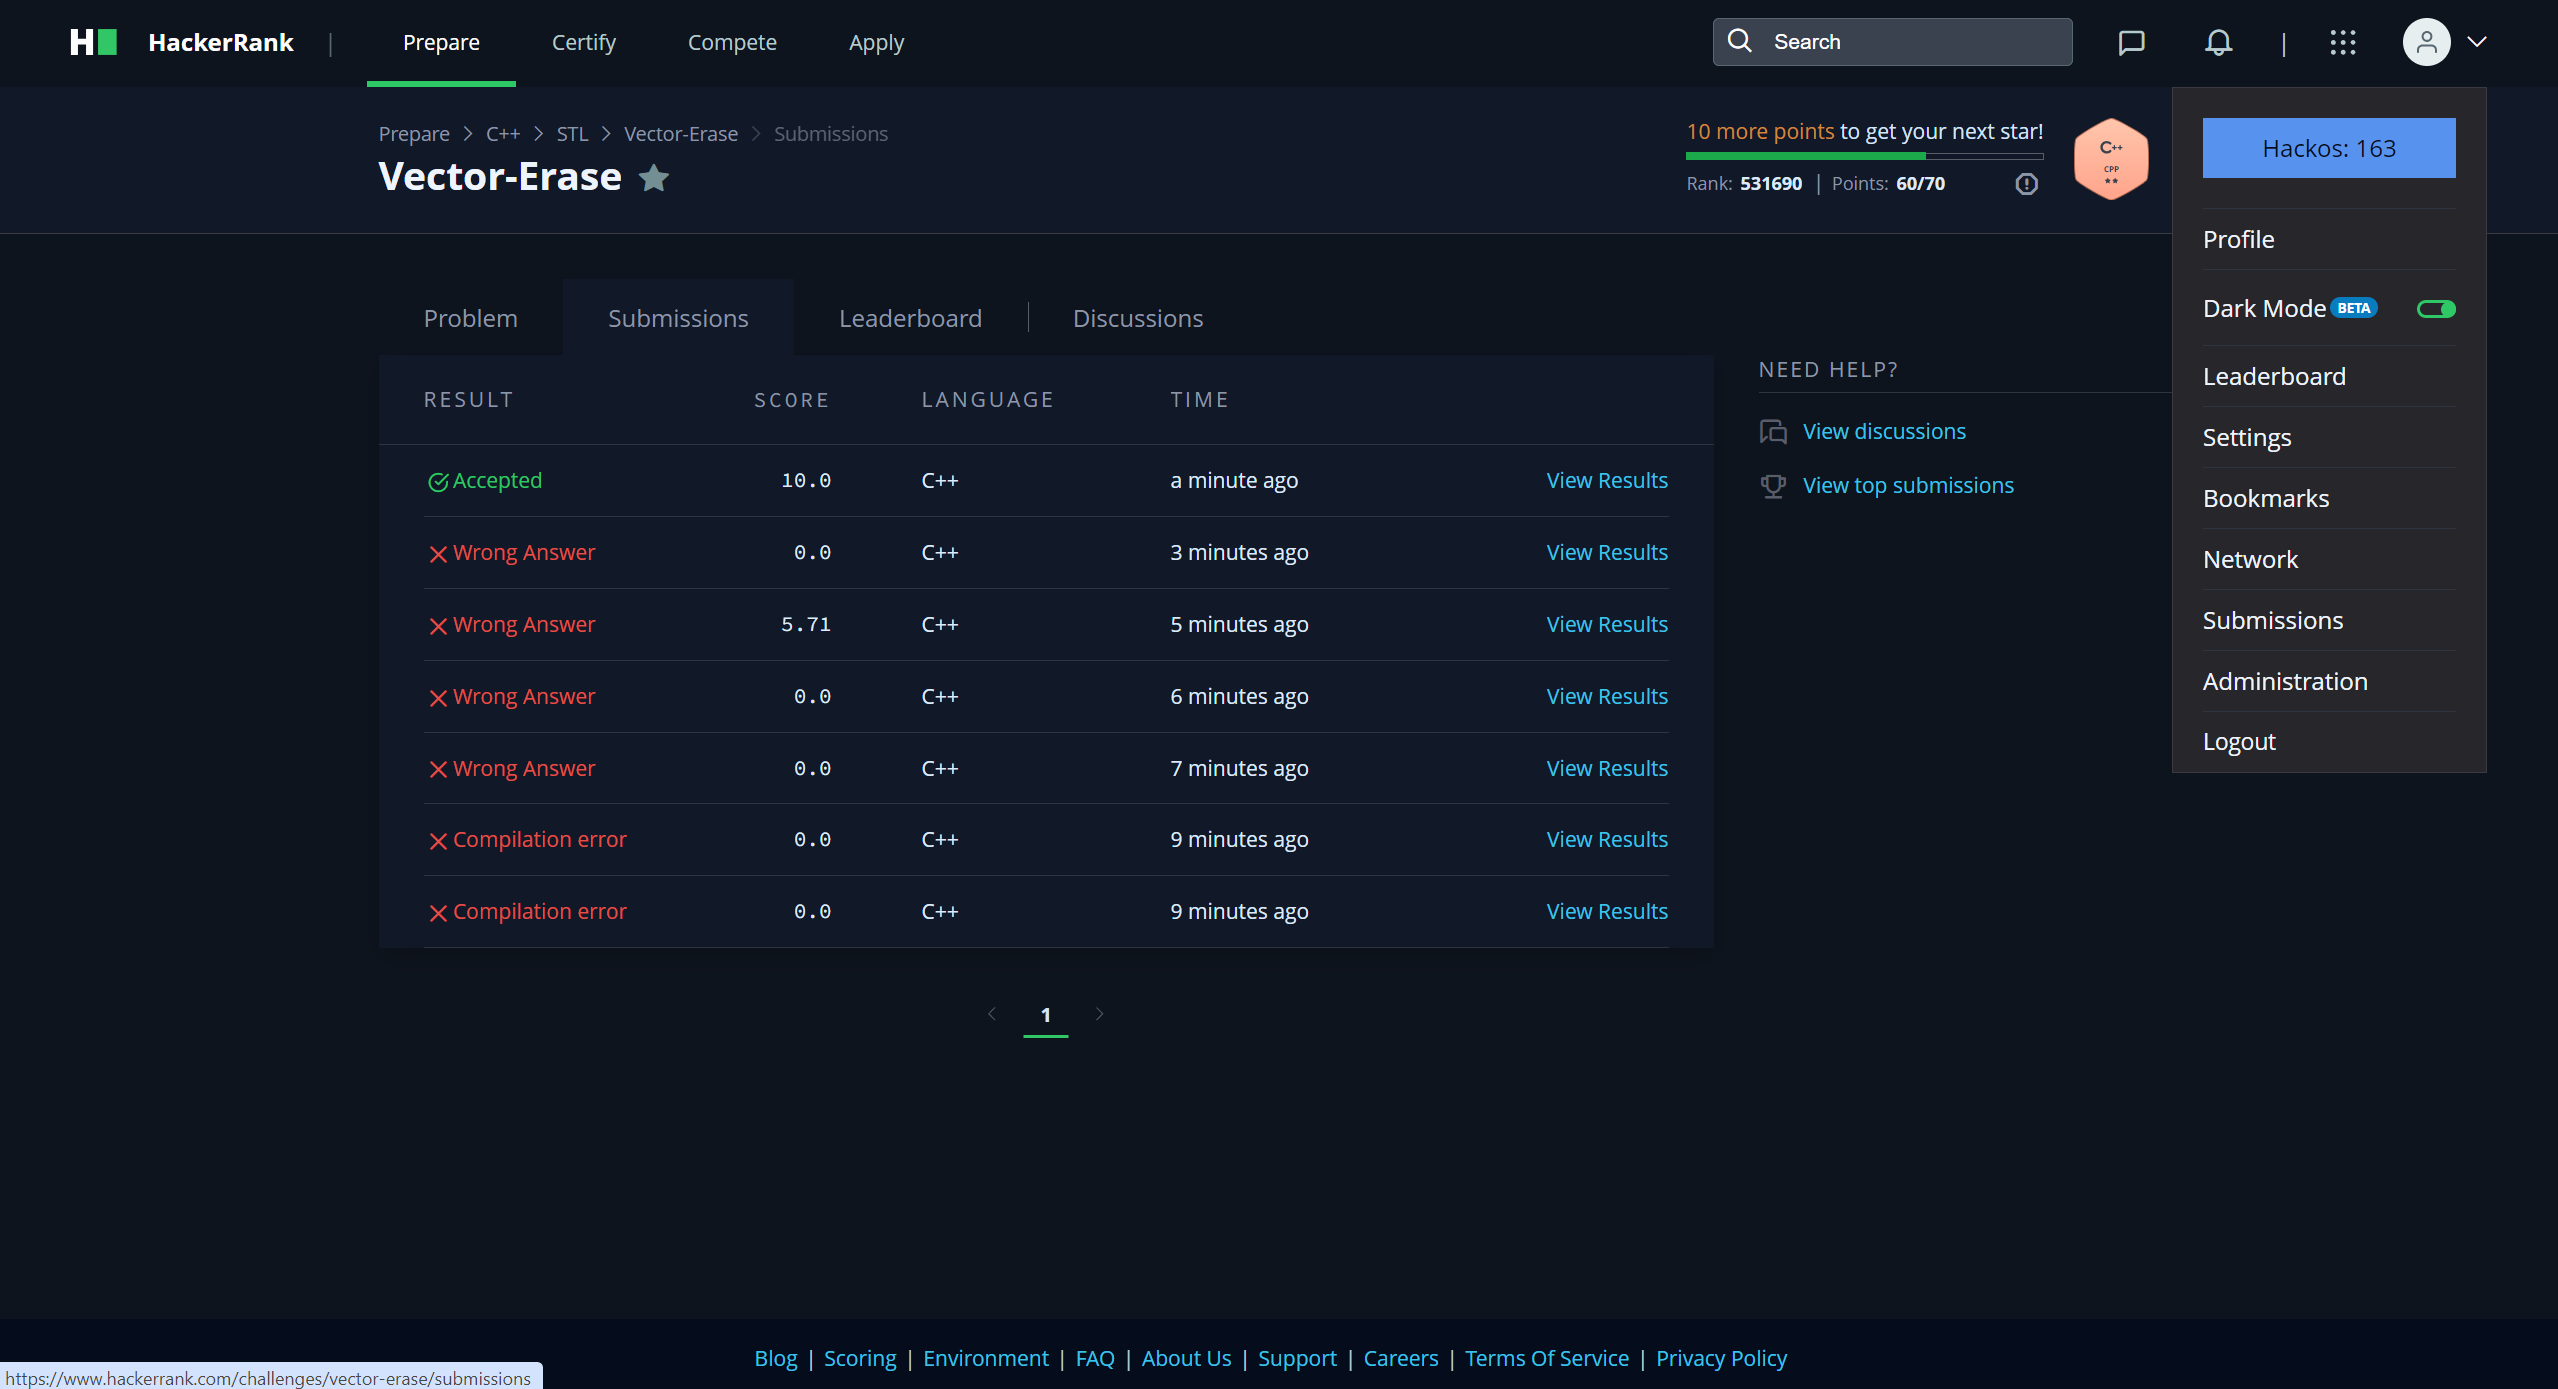 HackerRank | Prepare Certify Compete Apply Search
Prepare > C++ > STL > Vector-Erase > Submissions
Vector-Erase
10 more points to get your next star!
Rank: 531690 | Points: 60/70
C++
CPP
Hackos: 163
Profile
Dark Mode BETA
Leaderboard
Settings
Bookmarks
Network
Submissions
Administration
Logout
Problem Submissions Leaderboard Discussions
RESULT SCORE LANGUAGE TIME
Accepted 10.0 C++ a minute ago View Results
Wrong Answer 0.0 C++ 3 minutes ago View Results
Wrong Answer 5.71 C++ 5 minutes ago View Results
Wrong Answer 0.0 C++ 6 minutes ago View Results
Wrong Answer 0.0 C++ 7 minutes ago View Results
Compilation error 0.0 C++ 9 minutes ago View Results
Compilation error 0.0 C++ 9 minutes ago View Results
NEED HELP?
View discussions
View top submissions
1
Blog | Scoring | Environment | FAQ | About Us | Support | Careers | Terms Of Service | Privacy Policy
https://www.hackerrank.com/challenges/vector-erase/submissions